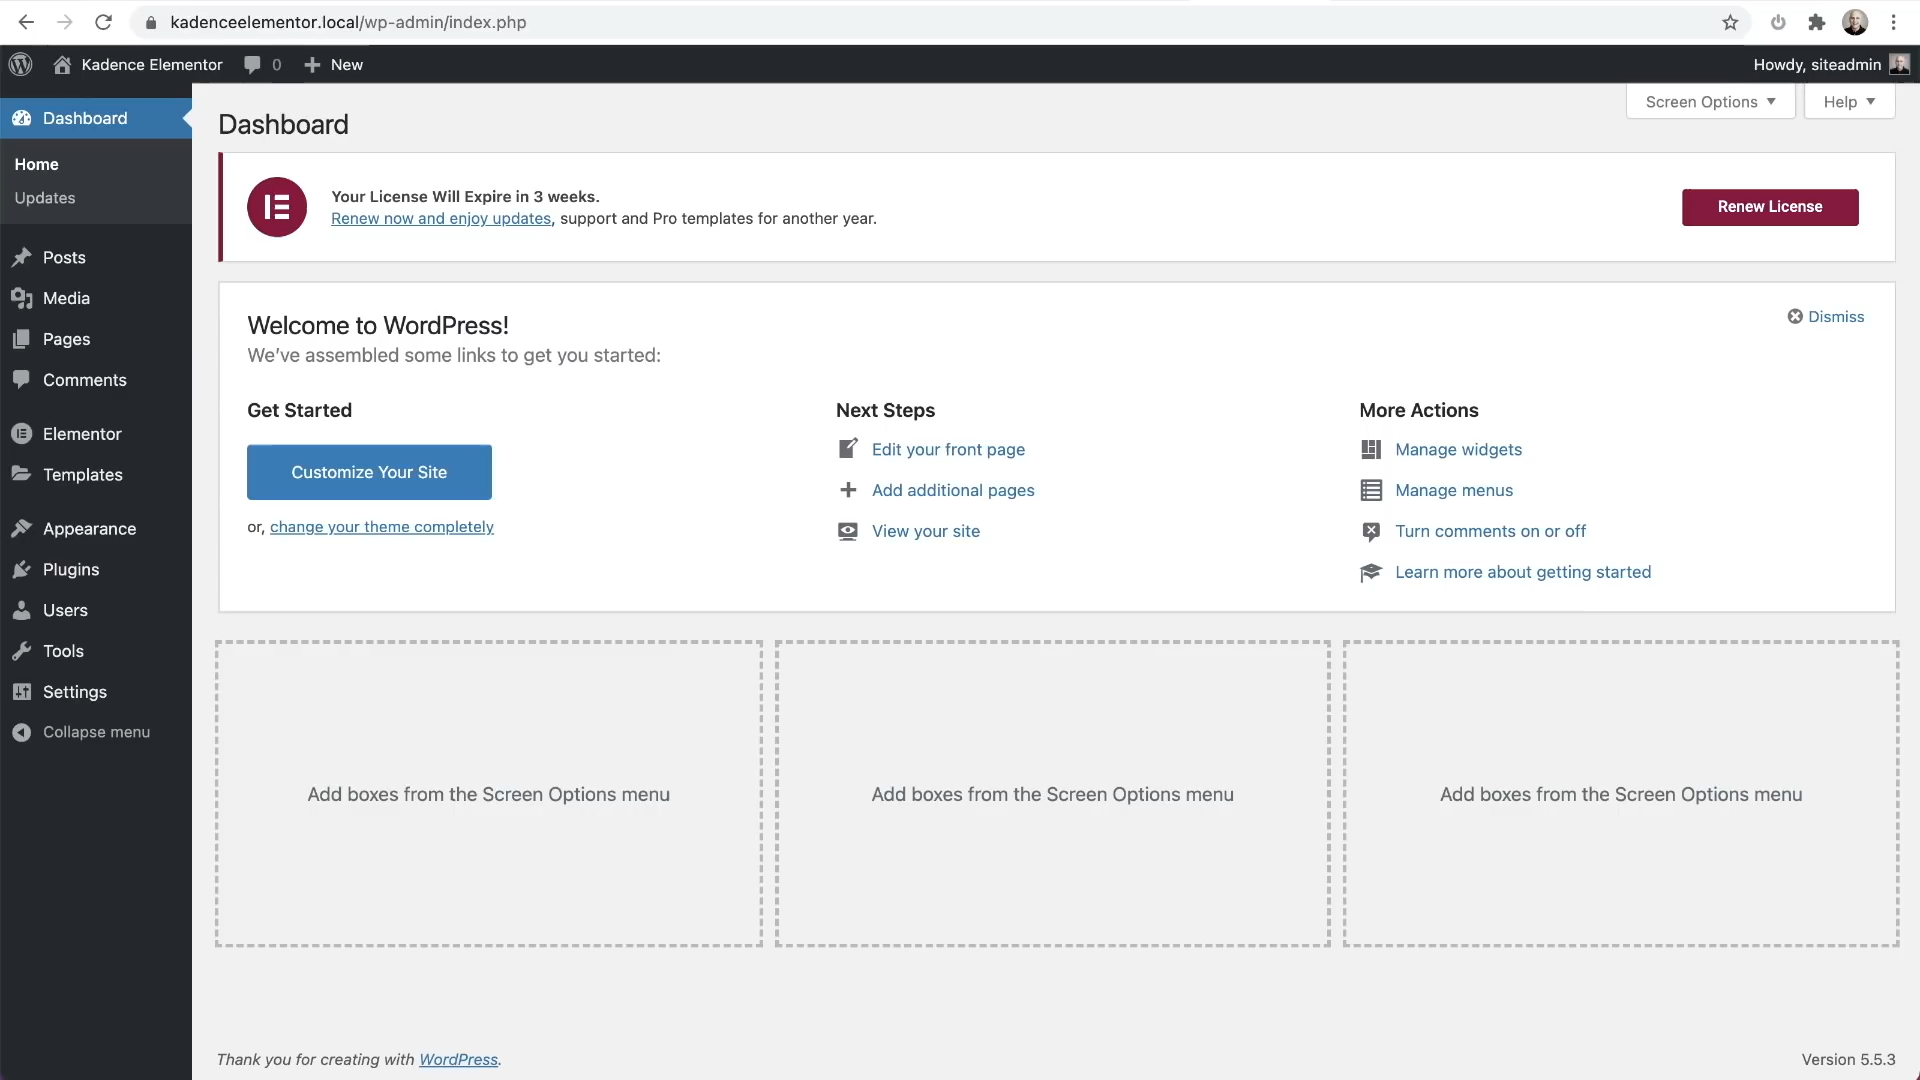 kadenceelementor.local/wp-admin/index.php
Kadence Elementor
0
New
Howdy, siteadmin
Dashboard
Home
Updates
Posts
Media
Pages
Comments
Elementor
Templates
Appearance
Plugins
Users
Tools
Settings
Collapse menu
Screen Options
Help
Dashboard
Your License Will Expire in 3 weeks.
Renew now and enjoy updates, support and Pro templates for another year.
Renew License
Welcome to WordPress!
We've assembled some links to get you started:
Dismiss
Get Started
Customize Your Site
or, change your theme completely
Next Steps
Edit your front page
Add additional pages
View your site
More Actions
Manage widgets
Manage menus
Turn comments on or off
Learn more about getting started
Add boxes from the Screen Options menu
Add boxes from the Screen Options menu
Add boxes from the Screen Options menu
Thank you for creating with WordPress.
Version 5.5.3